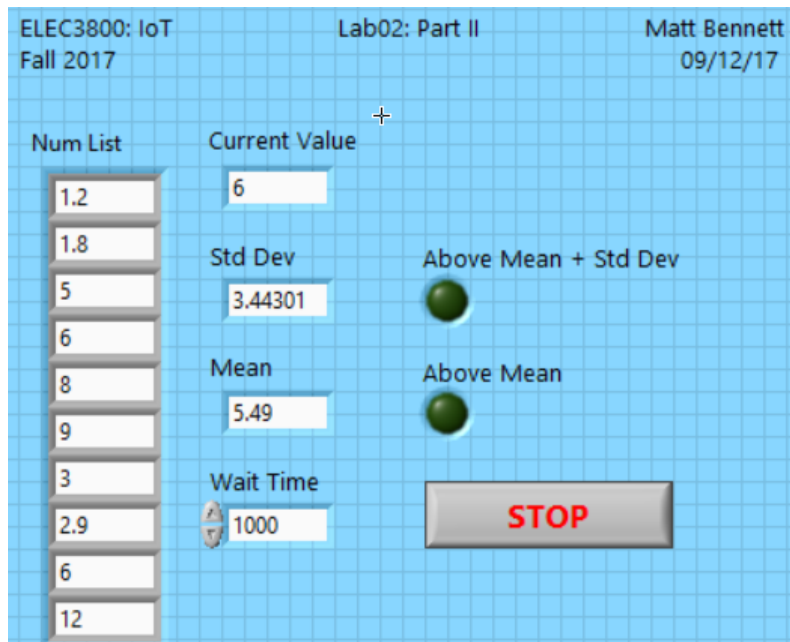 ELEC3800: IoT
Lab02: Part II
Matt Bennett
Fall 2017
09/12/17
Num List
Current Value
1.2
6
1.8
Std Dev
Above Mean + Std Dev
5
3.44301
6
Mean
Above Mean
8
5.49
9
3
Wait Time
2.9
1000
STOP
6
12